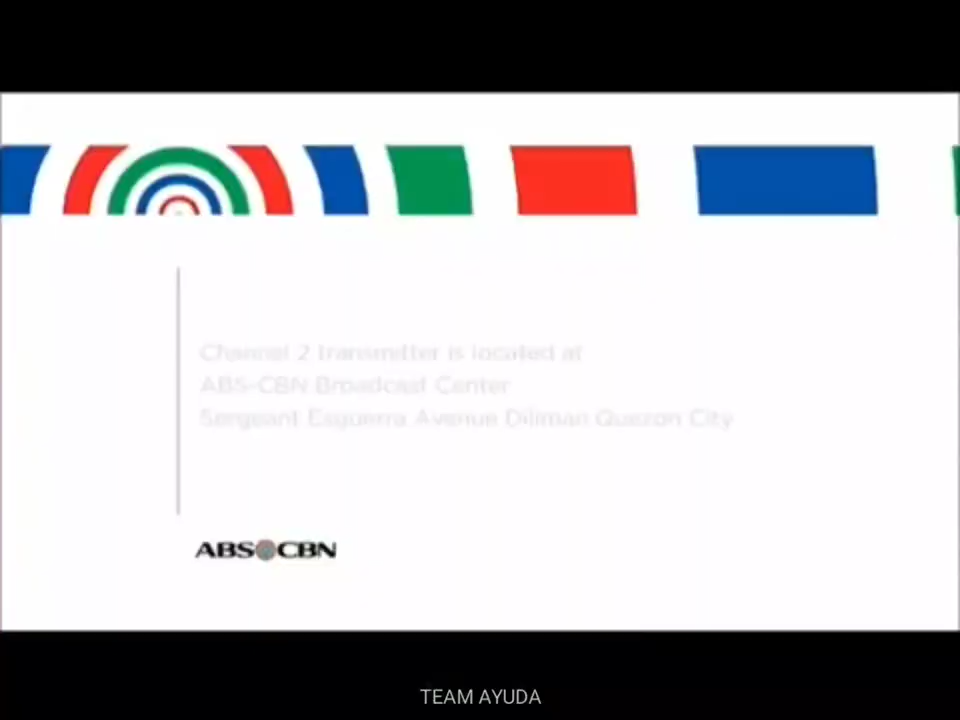 Channel 2 transmitter is located at
ABS-CBN Broadcast Center
Sergeant Esguerra Avenue Diliman Quezon City
ABS CBN
TEAM AYUDA